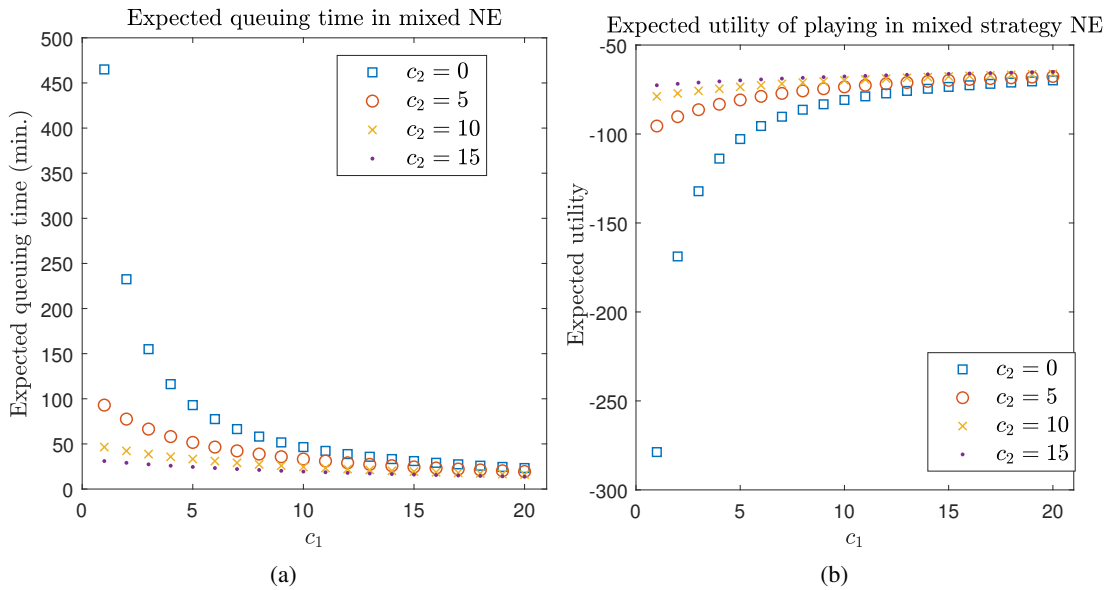 Expected queuing time in mixed NE
Expected queuing time (min.)
500
450
400
350
300
250
200
150
100
50
0
0 5 10 15 20
c₁
c₂ = 0
c₂ = 5
c₂ = 10
c₂ = 15
(a)
Expected utility of playing in mixed strategy NE
Expected utility
-50
-100
-150
-200
-250
-300
0 5 10 15 20
c₁
c₂ = 0
c₂ = 5
c₂ = 10
c₂ = 15
(b)